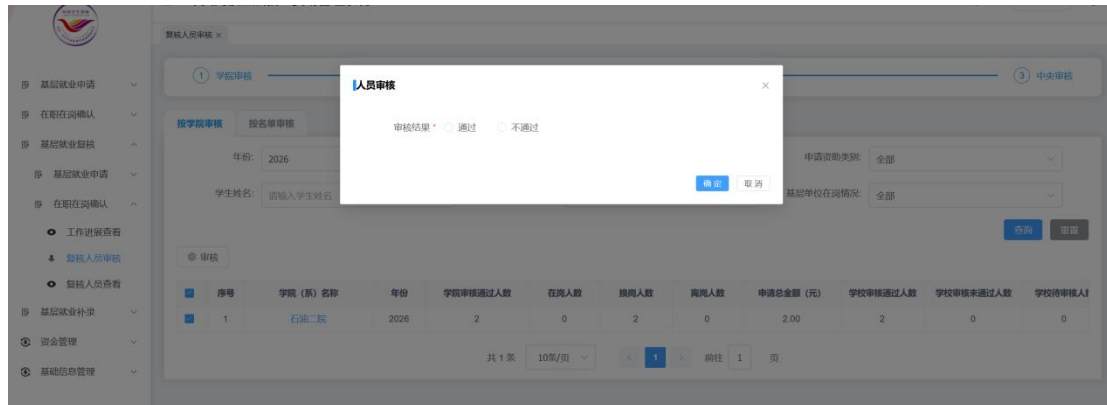 复核人员审核 ×
基层就业申请
在职在岗确认
基层就业复核
基层就业申请
在职在岗确认
工作进展查看
复核人员审核
复核人员查看
基层就业补录
资金管理
基础信息管理
1 学院审核
3 中央审核
按学院审核 按名单审核
年份: 2026
申请资助类别: 全部
学生姓名: 请输入学生姓名
基层单位在岗情况: 全部
查询 重置
审核
人员审核 ×
审核结果 * 通过 不通过
确定 取消
序号 学院（系）名称 年份 学院审核通过人数 在岗人数 换岗人数 离岗人数 申请总金额（元） 学校审核通过人数 学校审核未通过人数 学校待审核人
1 石油二院 2026 2 0 2 0 2.00 2 0 0
共 1 条 10条/页 < 1 > 前往 1 页